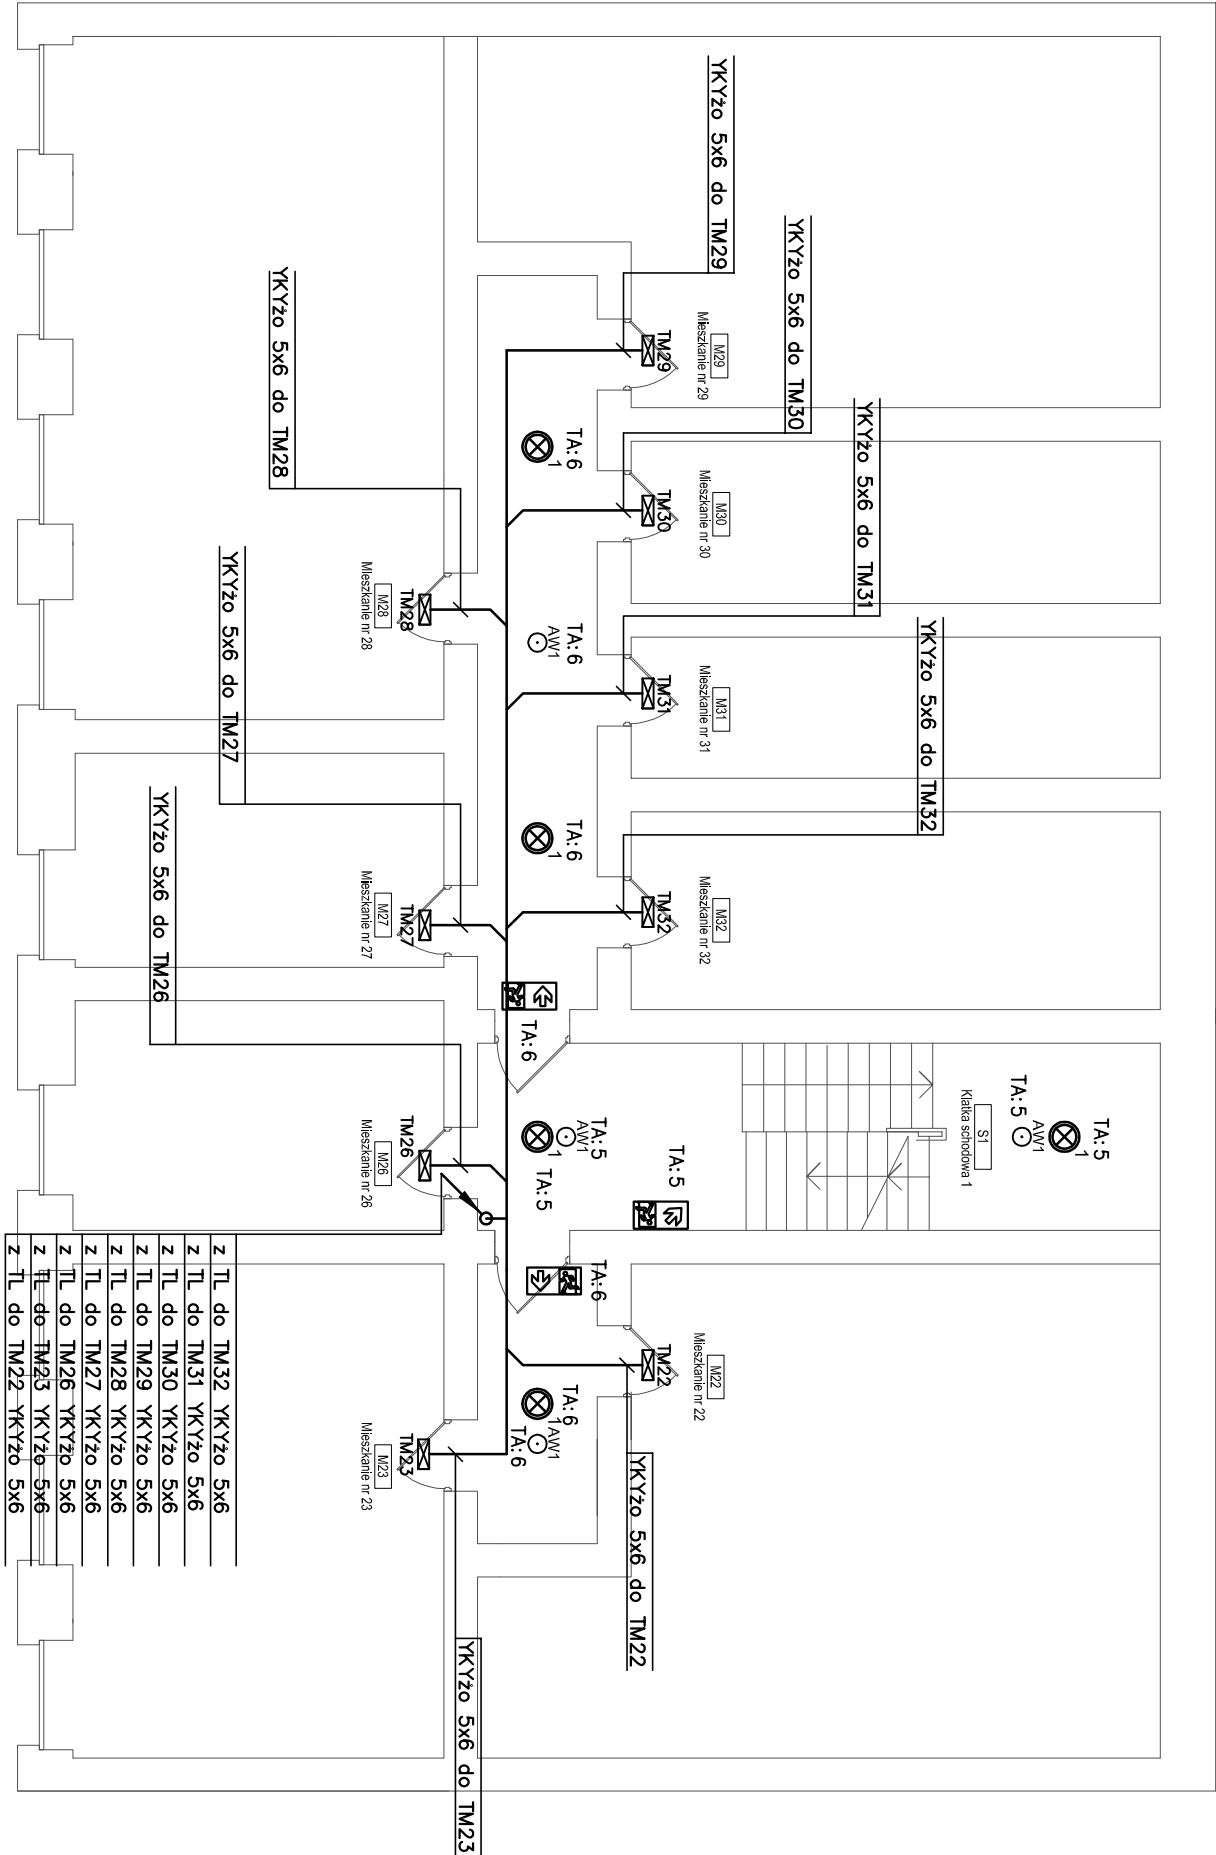 YKYżo 5x6 do TM29
YKYżo 5x6 do TM30
YKYżo 5x6 do TM31
YKYżo 5x6 do TM32
YKYżo 5x6 do TM28
YKYżo 5x6 do TM27
YKYżo 5x6 do TM26
YKYżo 5x6 do TM22
YKYżo 5x6 do TM23
M29
Mieszkanie nr 29
TM29
TA:6
1
M30
Mieszkanie nr 30
TM30
TA:6
AW1
M31
Mieszkanie nr 31
TM31
TA:6
1
M32
Mieszkanie nr 32
TM32
TM28
M28
Mieszkanie nr 28
TM27
M27
Mieszkanie nr 27
TM26
M26
Mieszkanie nr 26
TA:6
TA:5
AW1
1
TA:5
TA:5
1
AW1
TA:5
S1
Klatka schodowa 1
TA:5
TA:6
M22
Mieszkanie nr 22
TM22
TA:6
1
AW1
TA:6
TM23
M23
Mieszkanie nr 23
z TL do TM32 YKYżo 5x6
z TL do TM31 YKYżo 5x6
z TL do TM30 YKYżo 5x6
z TL do TM29 YKYżo 5x6
z TL do TM28 YKYżo 5x6
z TL do TM27 YKYżo 5x6
z TL do TM26 YKYżo 5x6
z TL do TM23 YKYżo 5x6
z TL do TM22 YKYżo 5x6